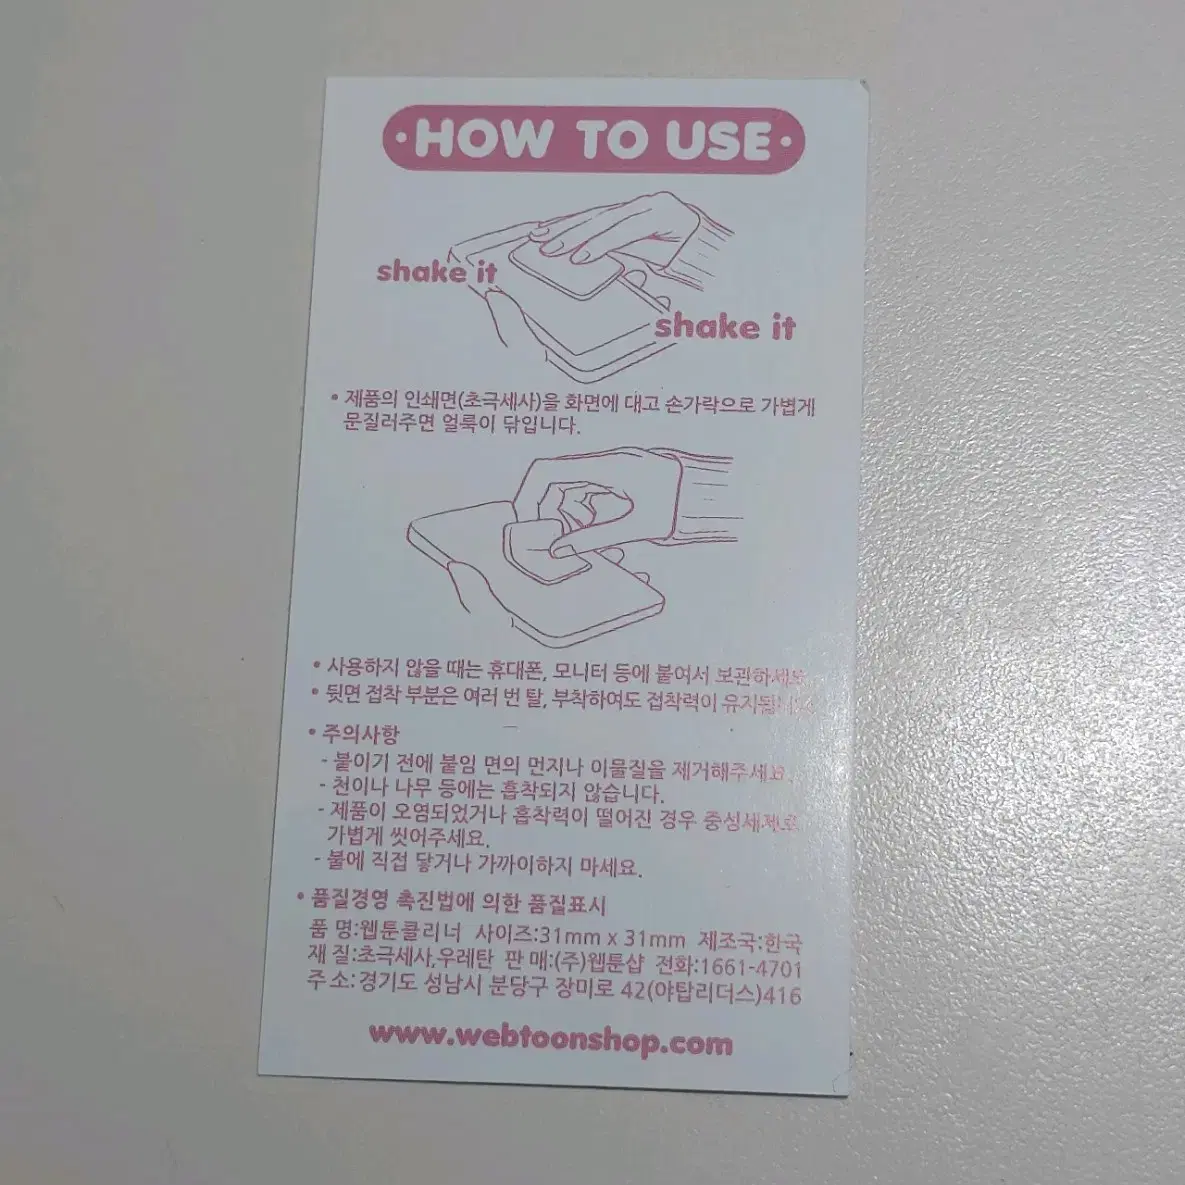 ·HOW TO USE·
shake it
shake it
• 제품의 인쇄면(초극세사)을 화면에 대고 손가락으로 가볍게
문질러주면 얼룩이 닦입니다.
• 사용하지 않을 때는 휴대폰, 모니터 등에 붙여서 보관하세요.
• 뒷면 접착 부분은 여러 번 탈, 부착하여도 접착력이 유지됩니다.
• 주의사항
- 붙이기 전에 붙임 면의 먼지나 이물질을 제거해주세요.
- 천이나 나무 등에는 흡착되지 않습니다.
- 제품이 오염되었거나 흡착력이 떨어진 경우 중성세제로
가볍게 씻어주세요.
- 불에 직접 닿거나 가까이하지 마세요.
• 품질경영 촉진법에 의한 품질표시
품 명:웹툰클리너 사이즈:31mm x 31mm 제조국:한국
재 질:초극세사,우레탄 판 매:(주)웹툰샵 전화:1661-4701
주 소:경기도 성남시 분당구 장미로 42(야탑리더스)416
www.webtoonshop.com